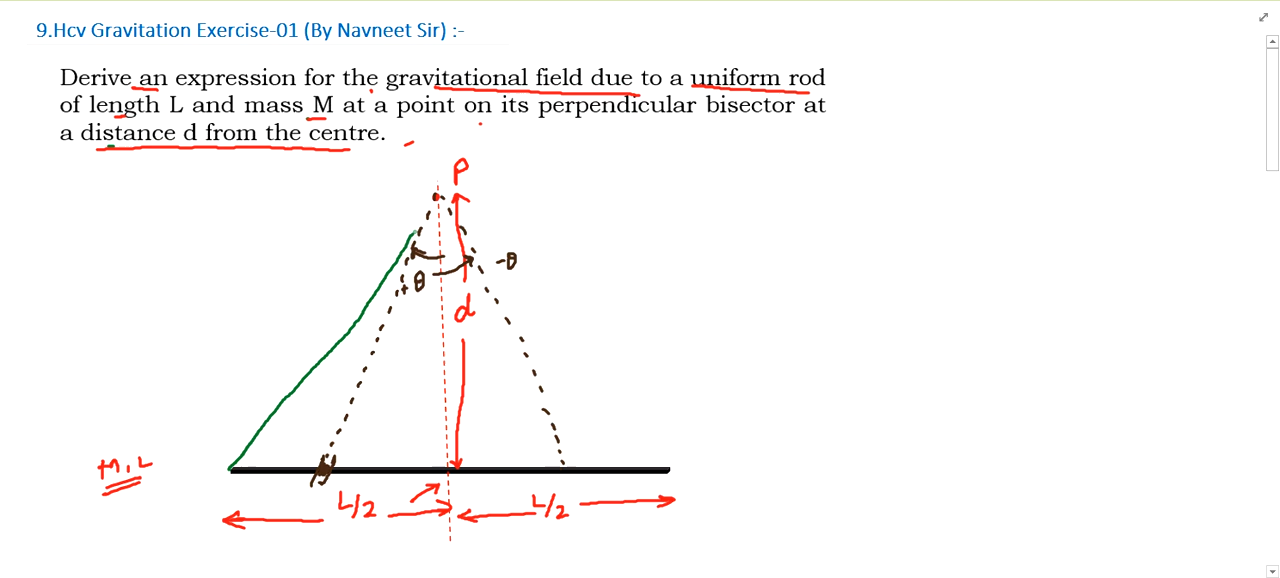 9.Hcv Gravitation Exercise-01 (By Navneet Sir) :-
Derive an expression for the gravitational field due to a uniform rod
of length L and mass M at a point on its perpendicular bisector at
a distance d from the centre.
P
-θ
+θ
d
M, L
L/2 L/2